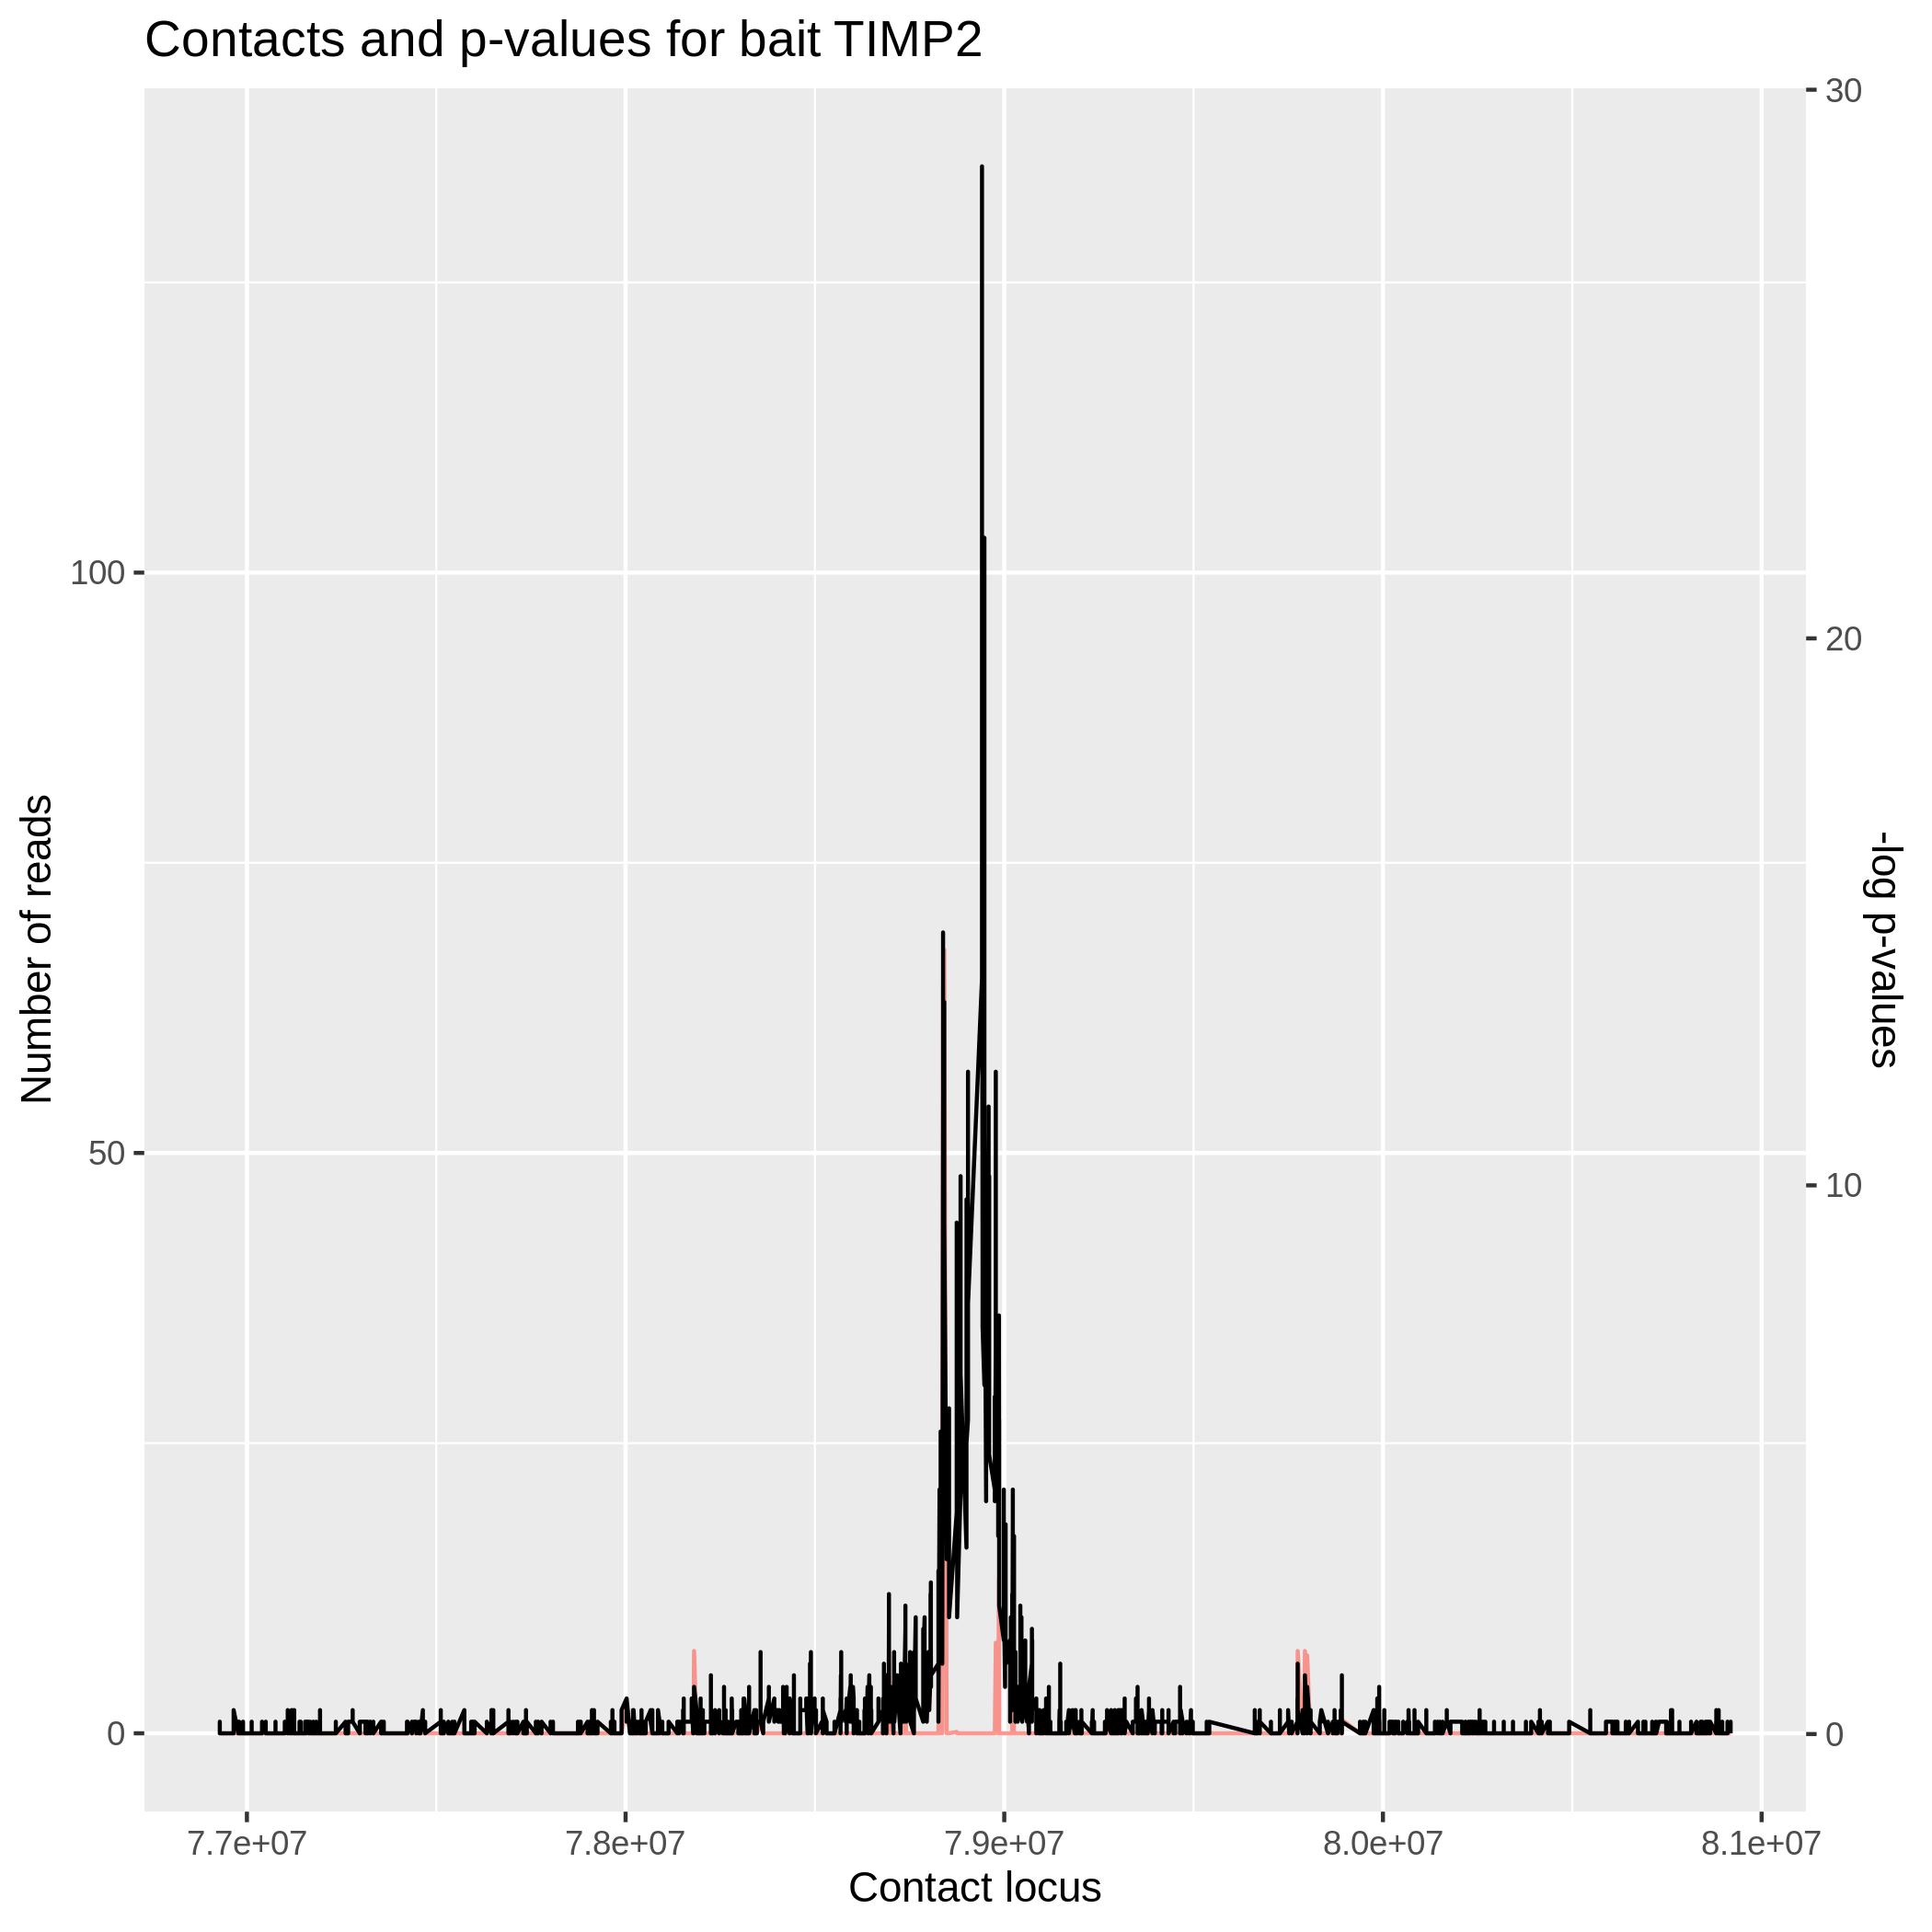 Contacts and p-values for bait TIMP2
Number of reads
100
50
0
30
20
10
0
-log p-values
7.7e+07
7.8e+07
7.9e+07
8.0e+07
8.1e+07
Contact locus